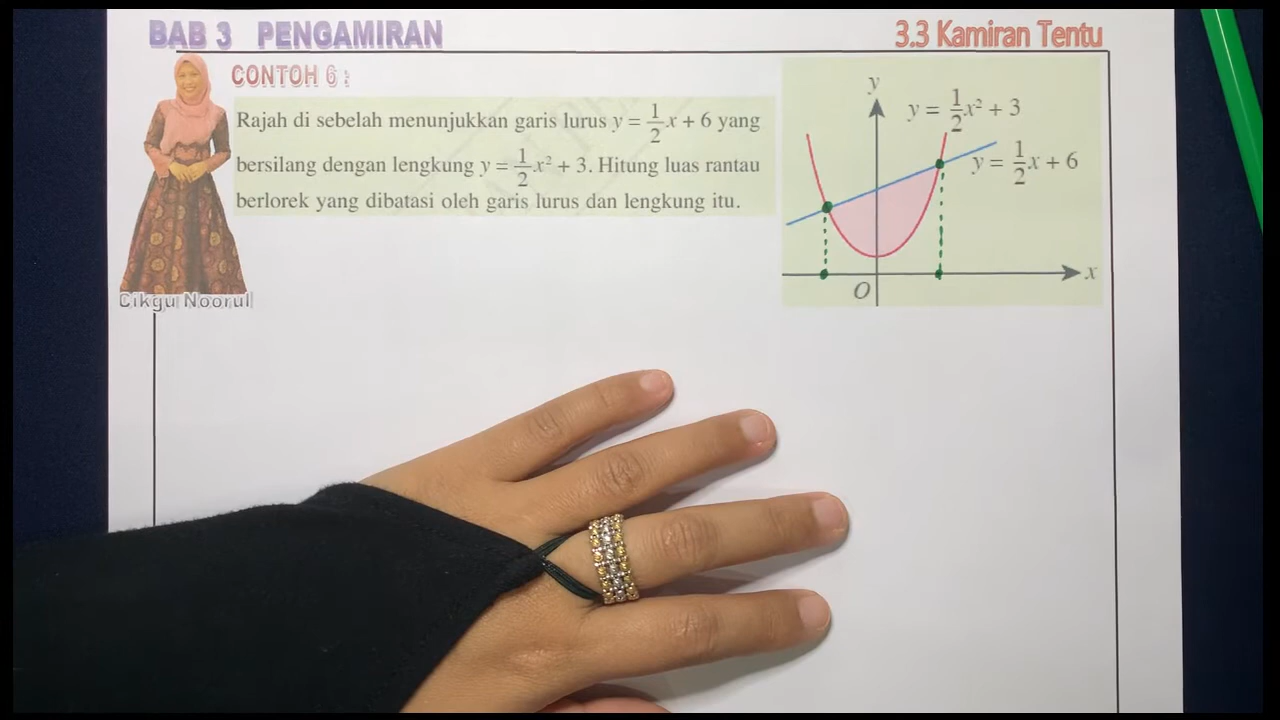 BAB 3 PENGAMIRAN
3.3 Kamiran Tentu
CONTOH 6 :
Rajah di sebelah menunjukkan garis lurus y = 1/2 x + 6 yang
bersilang dengan lengkung y = 1/2 x² + 3. Hitung luas rantau
berlorek yang dibatasi oleh garis lurus dan lengkung itu.
Cikgu Noorul
y
y = 1/2 x² + 3
y = 1/2 x + 6
x
O